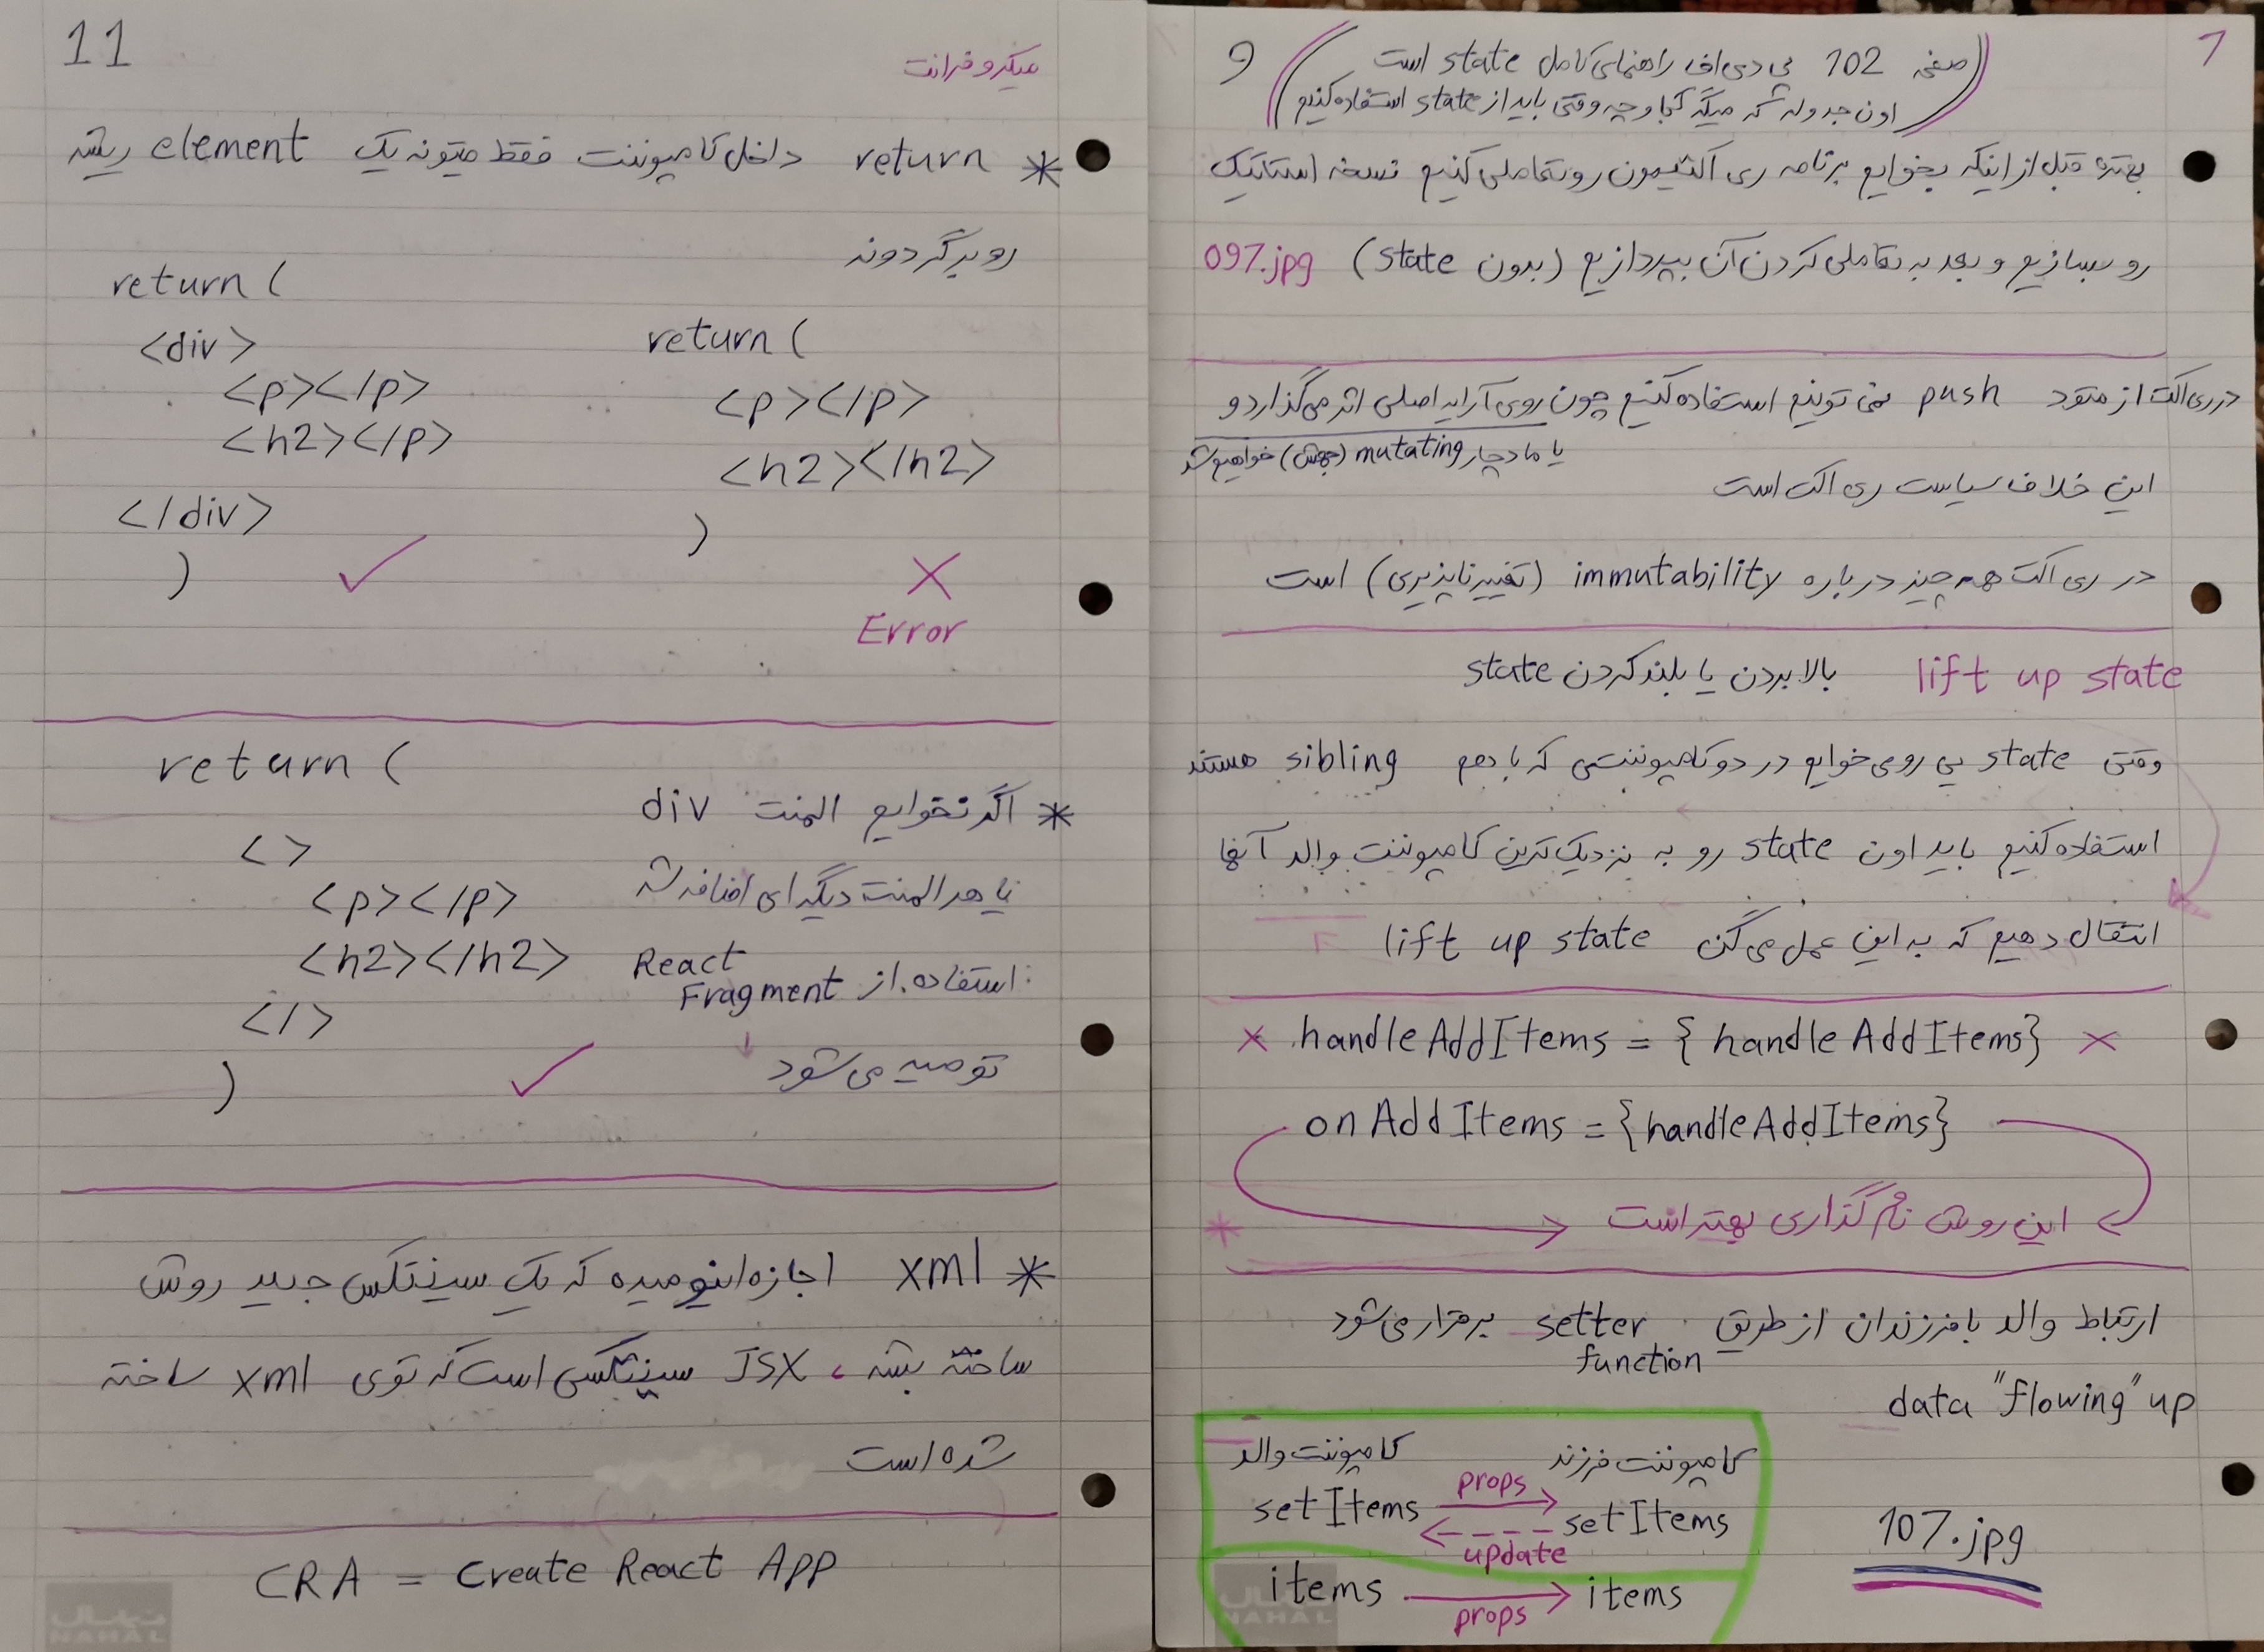 11
میکروفرانت
* return داخل کامپوننت فقط میتونه یک element ریشه
رو برگردونه
return (
<div>
<p></p>
<h2></p>
</div>
)
✓
return (
<p></p>
<h2></h2>
)
×
Error
return (
<>
<p></p>
<h2></h2>
</>
)
✓
* اگر نخوایم المنت div
یا هر المنت دیگه ای اضافه شه
استفاده از React Fragment
توصیه می شود
* xml اجازه اینو میده که یک سینتکس جدید روش
ساخته بشه، JSX سینتکسی است که توی xml ساخته
شده است
CRA = Create React App
نهال
NAHAL
9
صفحه 102 پی دی اف راهنمای کامل state است
اون جدوله که میگه کجا و چه وقتی باید از state استفاده کنیم
بهتره قبل از اینکه بخوایم برنامه ری اکتیمون رو تعاملی کنیم نسخه استاتیک
رو بسازیم و بعد به تعاملی کردن آن بپردازیم (بدون state) 097.jpg
در ری اکت از متود push نمی تونیم استفاده کنیم چون روی آرایه اصلی اثر می گذارد و
یا ما دچار mutating (جهش) خواهیم شد
این خلاف سیاست ری اکت است
در ری اکت همه چیز درباره immutability (تغییرناپذیری) است
lift up state بالا بردن یا بلند کردن state
وقتی state یی رو می خوایم در دو کامپوننتی که با هم sibling هستند
استفاده کنیم باید اون state رو به نزدیک ترین کامپوننت والد آنها
انتقال دهیم که به این عمل می گن lift up state
× handleAddItems = { handleAddItems} ×
onAddItems = {handleAddItems}
* این روش نام گذاری بهتر است
ارتباط والد با فرزندان از طریق setter function برقرار می شود
data "flowing" up
کامپوننت والد کامپوننت فرزند
setItems props setItems
update
items props items
107.jpg
NAHAL